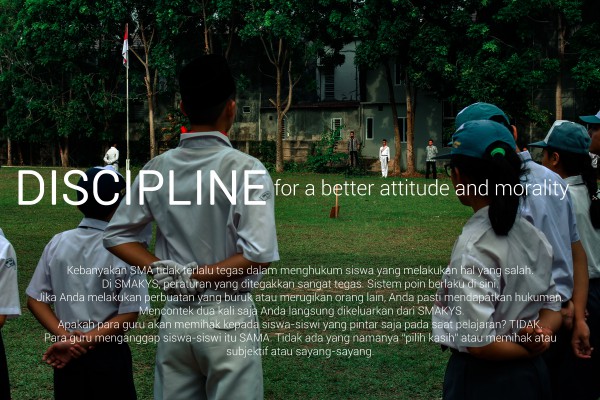 DISCIPLINE for a better attitude and morality
Kebanyakan SMA tidak terlalu tegas dalam menghukum siswa yang melakukan hal yang salah.
Di SMAKYS, peraturan yang ditegakkan sangat tegas. Sistem poin berlaku di sini.
Jika Anda melakukan perbuatan yang buruk atau merugikan orang lain, Anda pasti mendapatkan hukuman.
Mencontek dua kali saja Anda langsung dikeluarkan dari SMAKYS.
Apakah para guru akan memihak kepada siswa-siswi yang pintar saja pada saat pelajaran? TIDAK.
Para guru menganggap siswa-siswi itu SAMA. Tidak ada yang namanya "pilih kasih" atau memihak atau
subjektif atau sayang-sayang.